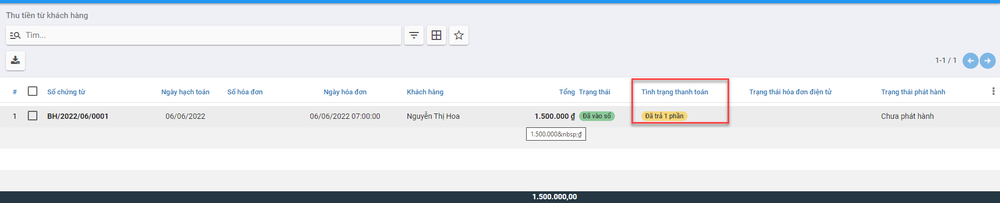 Thu tiền từ khách hàng
Tìm...
1-1 / 1
# Số chứng từ Ngày hạch toán Số hóa đơn Ngày hóa đơn Khách hàng Tổng Trạng thái Tình trạng thanh toán Trạng thái hóa đơn điện tử Trạng thái phát hành
1 BH/2022/06/0001 06/06/2022 06/06/2022 07:00:00 Nguyễn Thị Hoa 1.500.000 ₫ Đã vào sổ Đã trả 1 phần Chưa phát hành
1.500.000&nbsp;₫
1.500.000,00